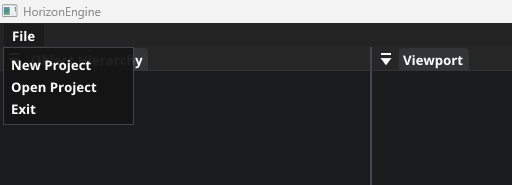 HorizonEngine
File
New Project
Open Project
Exit
Viewport